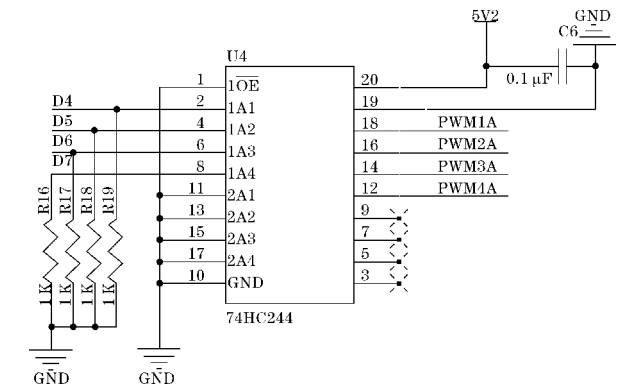 5V2
GND
C6
0.1 μF
U4
1 1OE 20
2 1A1 19
4 1A2 18 PWM1A
6 1A3 16 PWM2A
8 1A4 14 PWM3A
11 2A1 12 PWM4A
13 2A2 9
15 2A3 7
17 2A4 5
10 GND 3
74HC244
D4
D5
D6
D7
R16 R17 R18 R19
1K 1K 1K 1K
GND GND